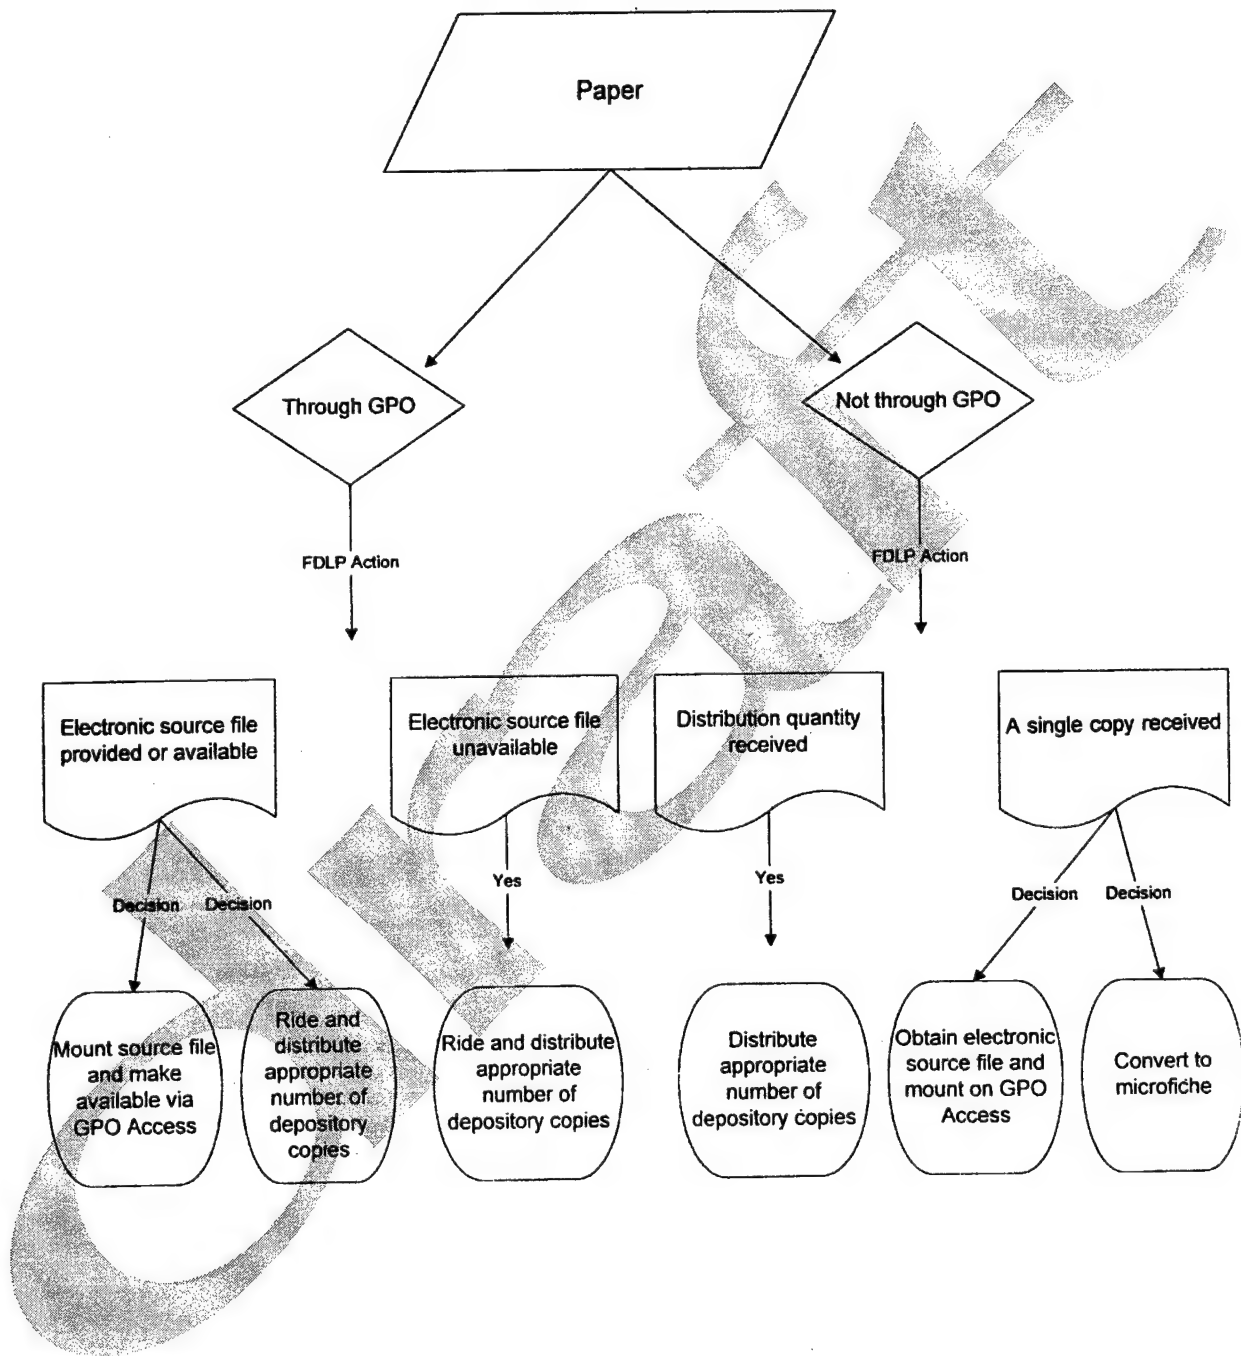 Paper
Through GPO
Not through GPO
FDLP Action
FDLP Action
Electronic source file
provided or available
Electronic source file
unavailable
Distribution quantity
received
A single copy received
Decision
Decision
Yes
Yes
Decision
Decision
Mount source file
and make
available via
GPO Access
Ride and
distribute
appropriate
number of
depository
copies
Ride and distribute
appropriate
number of
depository copies
Distribute
appropriate
number of
depository copies
Obtain electronic
source file and
mount on GPO
Access
Convert to
microfiche